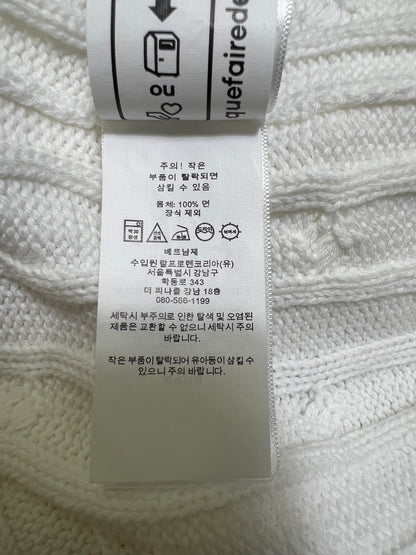 OU
quefairede
주의! 작은
부품이 탈락되면
삼킬 수 있음
몸체: 100% 면
장식 제외
베트남제
수입원 랄프로렌코리아(유)
서울특별시 강남구
학동로 343
더 피나클 강남 18층
080-566-1199
세탁시 부주의로 인한 탈색 및 오염된
제품은 교환할 수 없으니 세탁시 주의
바랍니다.
작은 부품이 탈락되어 유아등이 삼킬 수
있으니 주의 바랍니다.